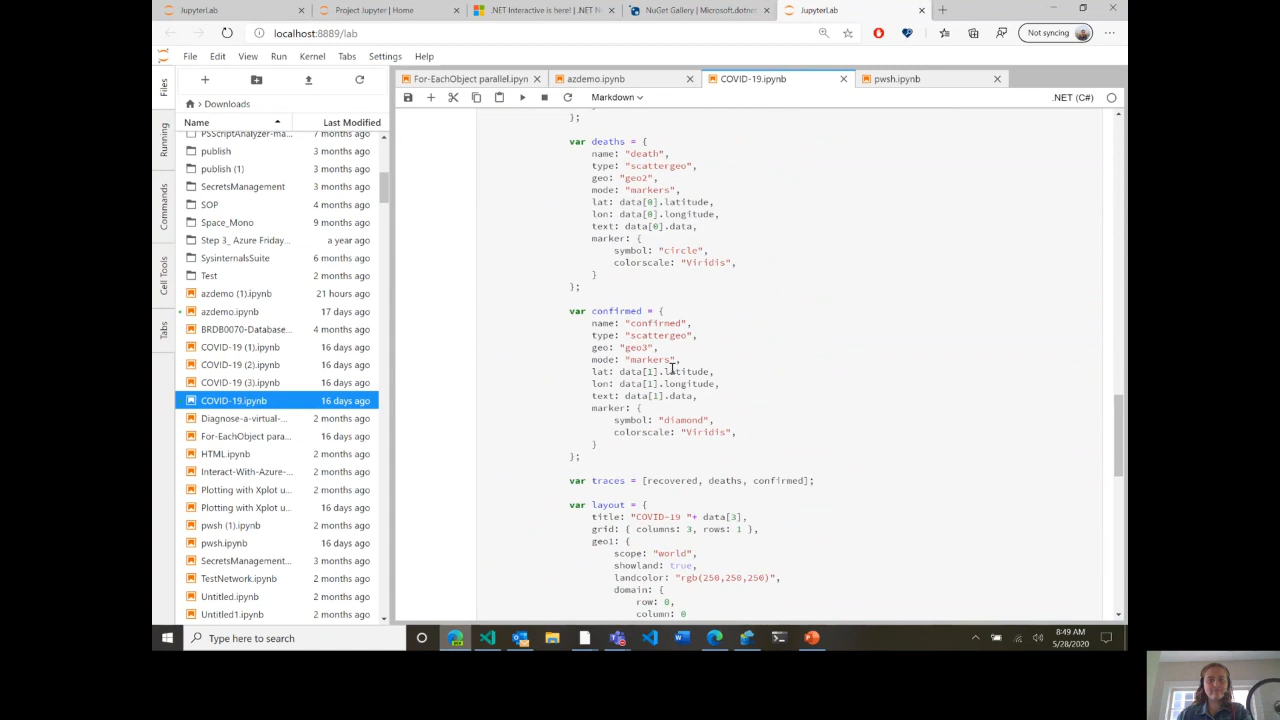 JupyterLab
Project Jupyter | Home
.NET Interactive is here! | .NET N
NuGet Gallery | Microsoft.dotnet
JupyterLab
localhost:8889/lab
Not syncing
File Edit View Run Kernel Tabs Settings Help
Files
Running
Commands
Cell Tools
Tabs
Downloads
Name Last Modified
PSScriptAnalyzer-ma... 7 months ago
publish 3 months ago
publish (1) 3 months ago
SecretsManagement 3 months ago
SOP 4 months ago
Space_Mono 9 months ago
Step 3_ Azure Friday... a year ago
SysinternalsSuite 6 months ago
Test 2 months ago
azdemo (1).ipynb 21 hours ago
azdemo.ipynb 17 days ago
BRDB0070-Database... 4 months ago
COVID-19 (1).ipynb 16 days ago
COVID-19 (2).ipynb 16 days ago
COVID-19 (3).ipynb 16 days ago
COVID-19.ipynb 16 days ago
Diagnose-a-virtual-... 2 months ago
For-EachObject para... 16 days ago
HTML.ipynb 2 months ago
Interact-With-Azure-... 2 months ago
Plotting with Xplot u... 2 months ago
Plotting with Xplot u... 16 days ago
pwsh (1).ipynb 2 months ago
pwsh.ipynb 16 days ago
SecretsManagement... 3 months ago
TestNetwork.ipynb 2 months ago
Untitled.ipynb 2 months ago
Untitled1.ipynb 2 months ago
For-EachObject parallel.ipyn
azdemo.ipynb
COVID-19.ipynb
pwsh.ipynb
Markdown
.NET (C#)
};
var deaths = {
name: "death",
type: "scattergeo",
geo: "geo2",
mode: "markers",
lat: data[0].latitude,
lon: data[0].longitude,
text: data[0].data,
marker: {
symbol: "circle",
colorscale: "Viridis",
}
};
var confirmed = {
name: "confirmed",
type: "scattergeo",
geo: "geo3",
mode: "markers",
lat: data[1].latitude,
lon: data[1].longitude,
text: data[1].data,
marker: {
symbol: "diamond",
colorscale: "Viridis",
}
};
var traces = [recovered, deaths, confirmed];
var layout = {
title: "COVID-19 "+ data[3],
grid: { columns: 3, rows: 1 },
geo1: {
scope: "world",
showland: true,
landcolor: "rgb(250,250,250)",
domain: {
row: 0,
column: 0
Type here to search
8:49 AM
5/28/2020